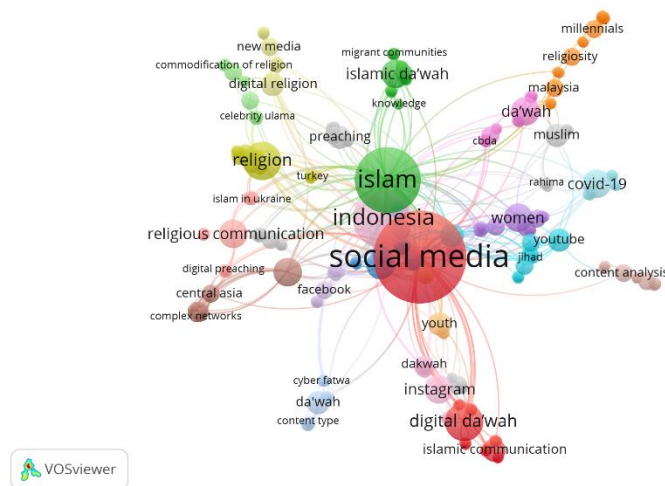 millennials
new media
migrant communities
religiosity
commodification of religion
islamic da'wah
digital religion
malaysia
knowledge
celebrity ulama
da'wah
preaching
muslim
cbda
religion
islam
turkey
rahima
covid-19
islam in ukraine
indonesia
women
religious communication
youtube
social media
jihad
digital preaching
content analysis
facebook
central asia
complex networks
youth
dakwah
cyber fatwa
instagram
da'wah
content type
digital da'wah
islamic communication
VOSviewer